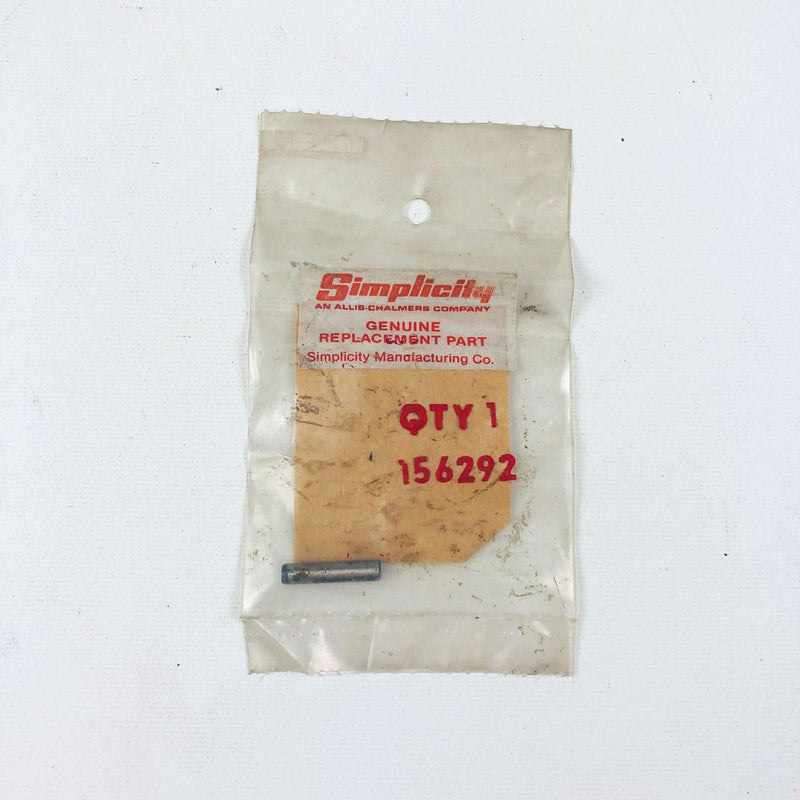 Simplicity
AN ALLIS-CHALMERS COMPANY
GENUINE
REPLACEMENT PART
Simplicity Manufacturing Co.
QTY 1
156292